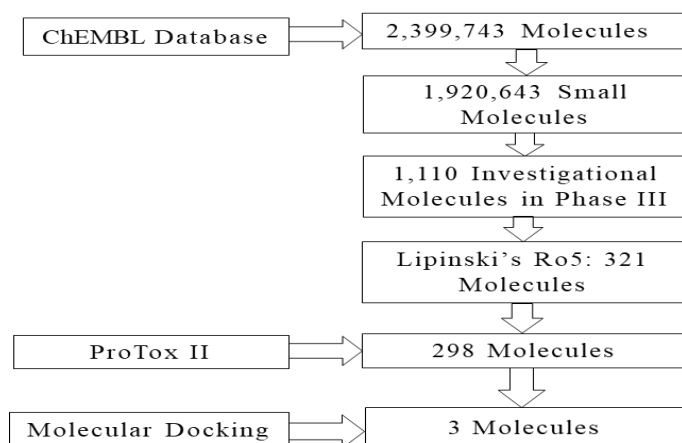 ChEMBL Database
2,399,743 Molecules
1,920,643 Small
Molecules
1,110 Investigational
Molecules in Phase III
Lipinski's Ro5: 321
Molecules
ProTox II
298 Molecules
Molecular Docking
3 Molecules